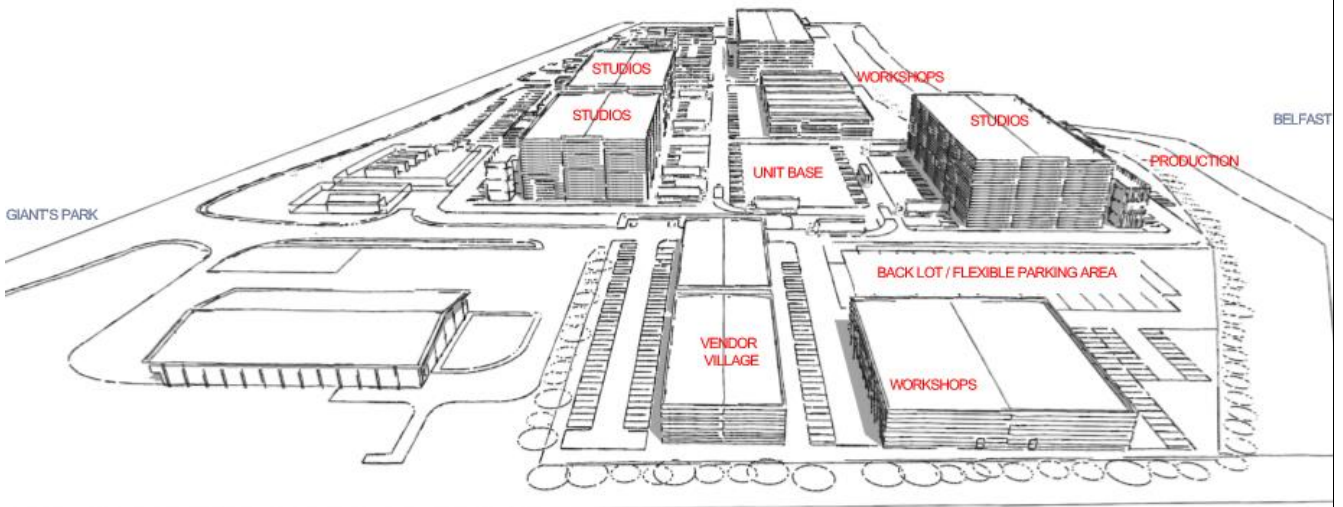 STUDIOS
WORKSHOPS
STUDIOS
STUDIOS
BELFAST
PRODUCTION
UNIT BASE
GIANT'S PARK
BACK LOT / FLEXIBLE PARKING AREA
VENDOR
VILLAGE
WORKSHOPS